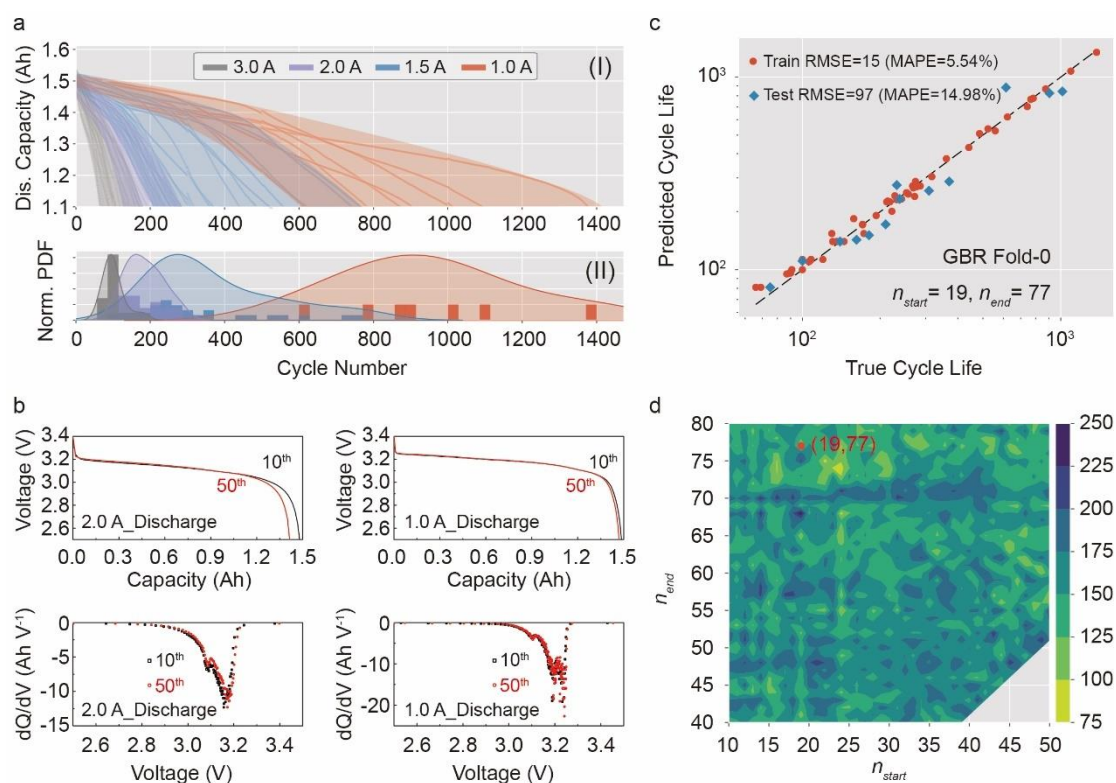 a
Dis. Capacity (Ah)
1.6
1.5
1.4
1.3
1.2
1.1
3.0 A 2.0 A 1.5 A 1.0 A
(I)
0 200 400 600 800 1000 1200 1400
Norm. PDF
(II)
0 200 400 600 800 1000 1200 1400
Cycle Number
b
Voltage (V)
3.4
3.2
3.0
2.8
2.6
10th
50th
2.0 A_Discharge
0.0 0.3 0.6 0.9 1.2 1.5
Capacity (Ah)
Voltage (V)
3.4
3.2
3.0
2.8
2.6
10th
50th
1.0 A_Discharge
0.0 0.3 0.6 0.9 1.2 1.5
Capacity (Ah)
dQ/dV (Ah V-1)
0
-5
-10
-15
10th
50th
2.0 A_Discharge
2.6 2.8 3.0 3.2 3.4
Voltage (V)
dQ/dV (Ah V-1)
0
-10
-20
10th
50th
1.0 A_Discharge
2.6 2.8 3.0 3.2 3.4
Voltage (V)
c
Predicted Cycle Life
103
102
Train RMSE=15 (MAPE=5.54%)
Test RMSE=97 (MAPE=14.98%)
GBR Fold-0
nstart = 19, nend = 77
102 103
True Cycle Life
d
nend
80
75
70
65
60
55
50
45
40
(19,77)
10 15 20 25 30 35 40 45 50
nstart
250
225
200
175
150
125
100
75